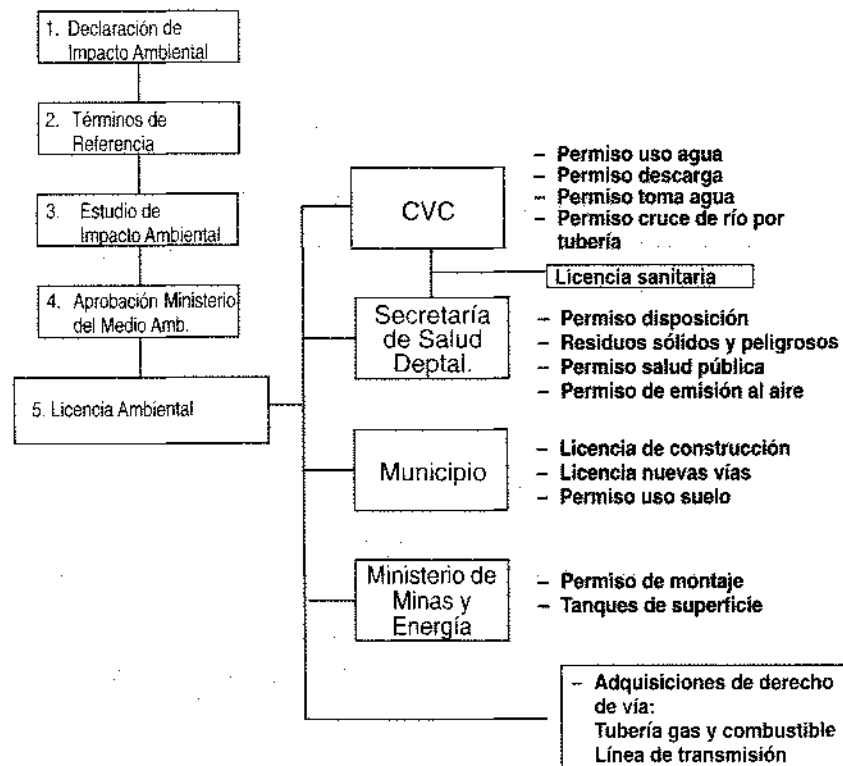 1. Declaración de
Impacto Ambiental
2. Términos de
Referencia
3. Estudio de
Impacto Ambiental
4. Aprobación Ministerio
del Medio Amb.
5. Licencia Ambiental
CVC
– Permiso uso agua
– Permiso descarga
– Permiso toma agua
– Permiso cruce de río por
tubería
Licencia sanitaria
Secretaría
de Salud
Deptal.
– Permiso disposición
– Residuos sólidos y peligrosos
– Permiso salud pública
– Permiso de emisión al aire
Municipio
– Licencia de construcción
– Licencia nuevas vías
– Permiso uso suelo
Ministerio de
Minas y
Energía
– Permiso de montaje
– Tanques de superficie
– Adquisiciones de derecho
de vía:
Tubería gas y combustible
Línea de transmisión